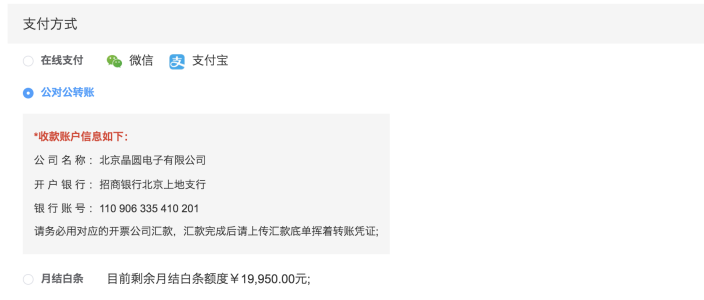 支付方式
在线支付 微信 支付宝
公对公转账
*收款账户信息如下：
公 司 名 称 ：北京晶圆电子有限公司
开 户 银 行 ：招商银行北京上地支行
银 行 账 号 ：110 906 335 410 201
请务必用对应的开票公司汇款，汇款完成后请上传汇款底单挥着转账凭证;
月结白条 目前剩余月结白条额度￥19,950.00元;